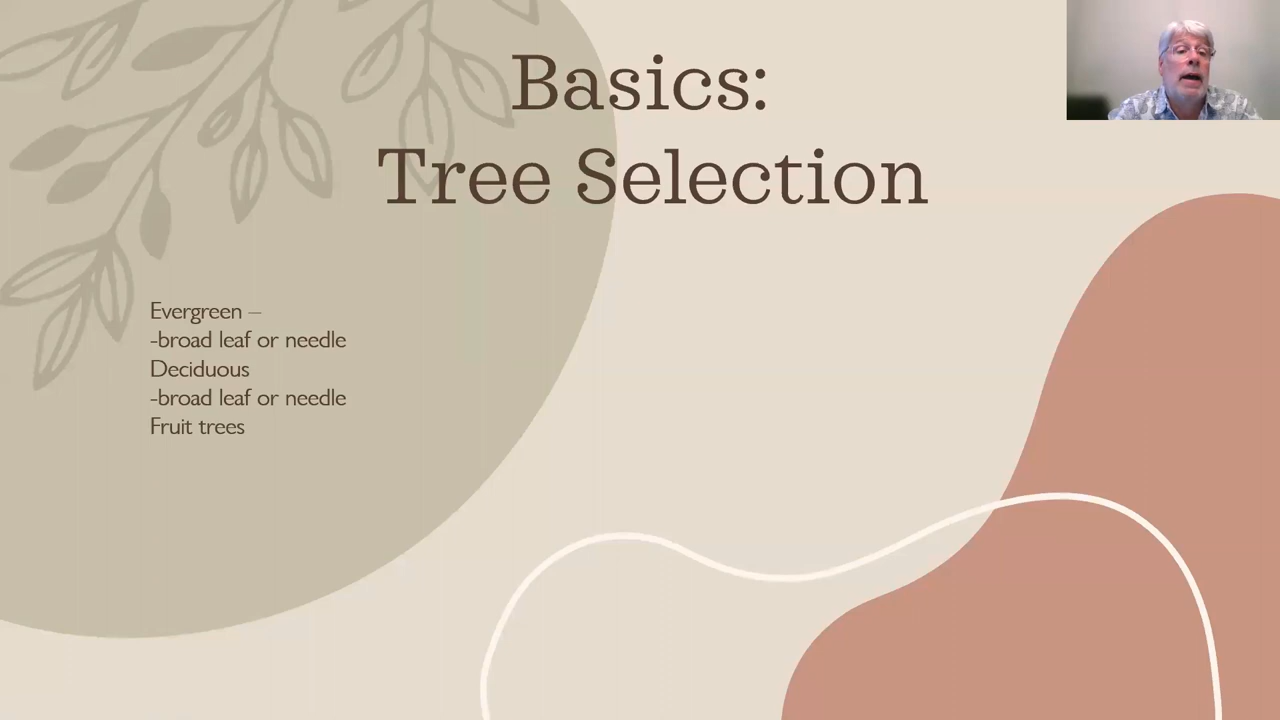 Basics:
Tree Selection
Evergreen –
-broad leaf or needle
Deciduous
-broad leaf or needle
Fruit trees